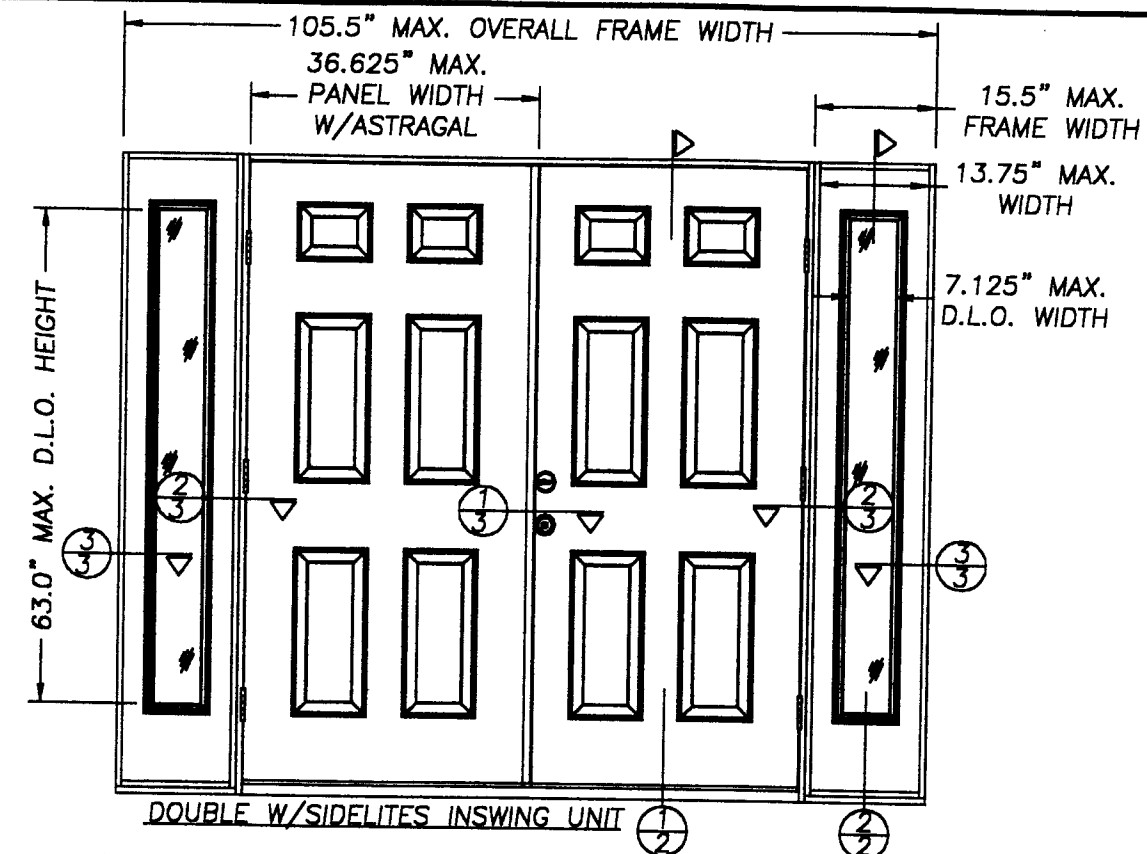 105.5" MAX. OVERALL FRAME WIDTH
36.625" MAX.
PANEL WIDTH
W/ASTRAGAL
15.5" MAX.
FRAME WIDTH
13.75" MAX.
WIDTH
7.125" MAX.
D.L.O. WIDTH
63.0" MAX. D.L.O. HEIGHT
2
3
1
3
2
3
3
3
3
3
DOUBLE W/SIDELITES INSWING UNIT
1
2
2
2